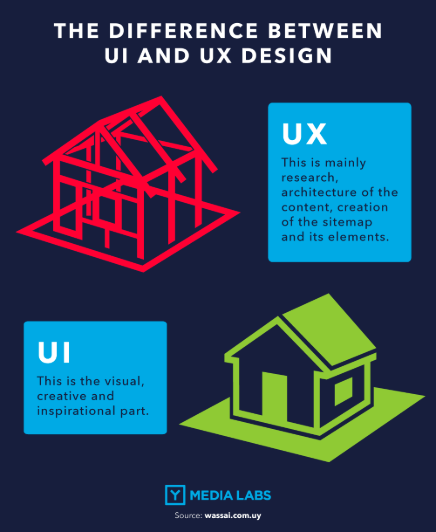 THE DIFFERENCE BETWEEN
UI AND UX DESIGN
UX
This is mainly
research,
architecture of the
content, creation
of the sitemap
and its elements.
UI
This is the visual,
creative and
inspirational part.
Y MEDIA LABS
Source: wassai.com.uy